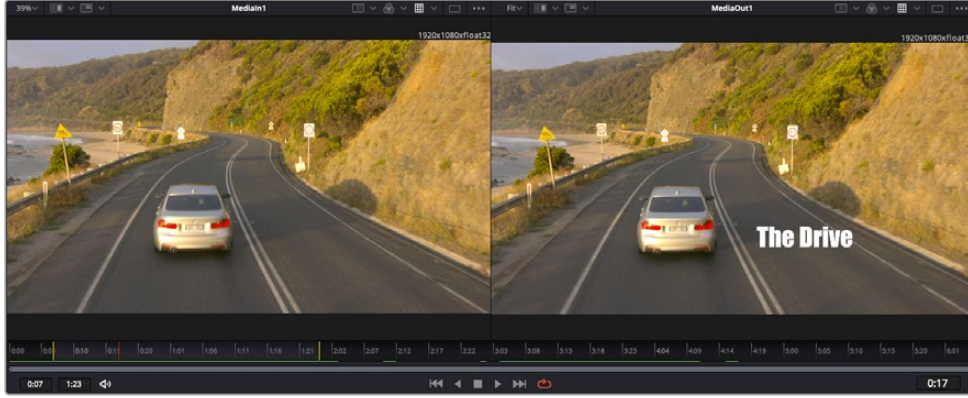 39% MediaIn1 Fit MediaOut1
1920x1080xfloat32 1920x1080xfloat3
The Drive
0:00 0:10 0:20 1:01 1:06 1:11 1:16 1:21 2:02 2:07 2:12 2:17 2:22 3:03 3:08 3:13 3:18 3:23 4:04 4:09 4:14 4:19 5:00 5:05 5:10 5:15 5:20 6:01
0:07 1:23 0:17